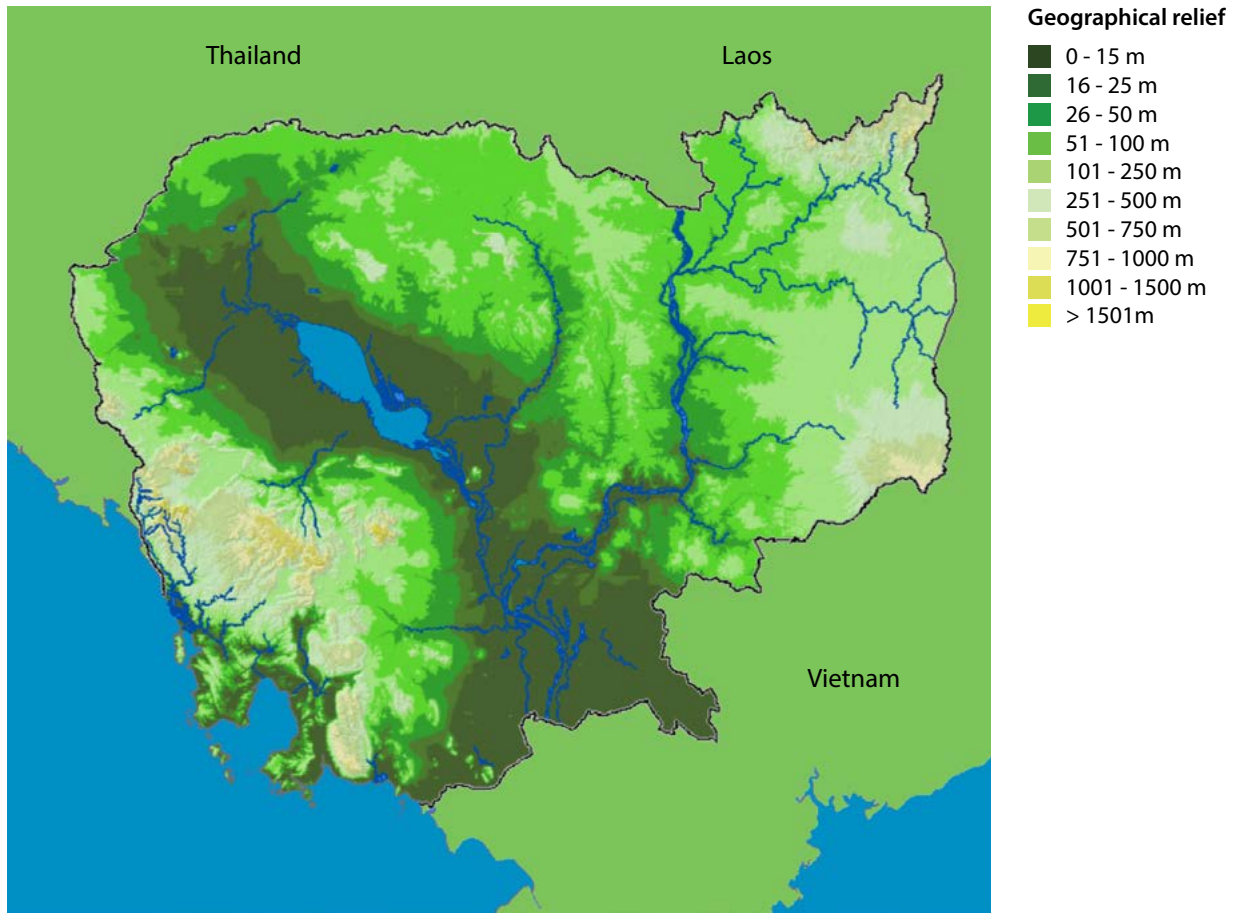 Thailand
Laos
Vietnam
Geographical relief
0 - 15 m
16 - 25 m
26 - 50 m
51 - 100 m
101 - 250 m
251 - 500 m
501 - 750 m
751 - 1000 m
1001 - 1500 m
> 1501m